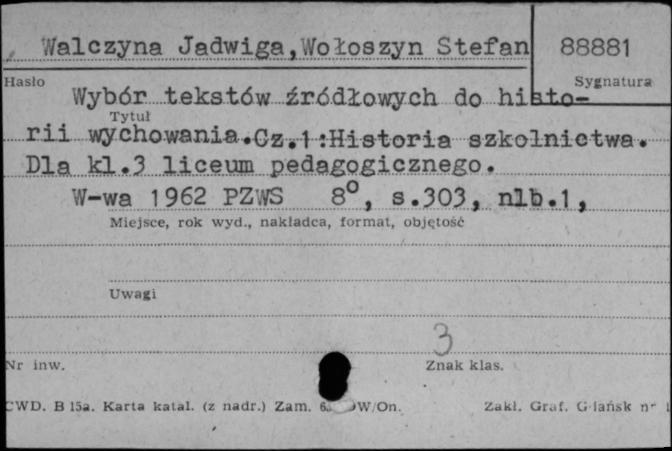 Walczyna Jadwiga,Wołoszyn Stefan 88881
Hasło Sygnatura
Wybór tekstów źródłowych do histo-
Tytuł
rii wychowania.Cz.1:Historia szkolnictwa.
Dla kl.3 liceum pedagogicznego.
W-wa 1962 PZWS 8°, s.303, nlb.1,
Miejsce, rok wyd., nakładca, format, objętość
Uwagi
3
Nr inw. Znak klas.
CWD. B 15a. Karta katal. (z nadr.) Zam. W/On. Zakł. Graf. Gdańsk